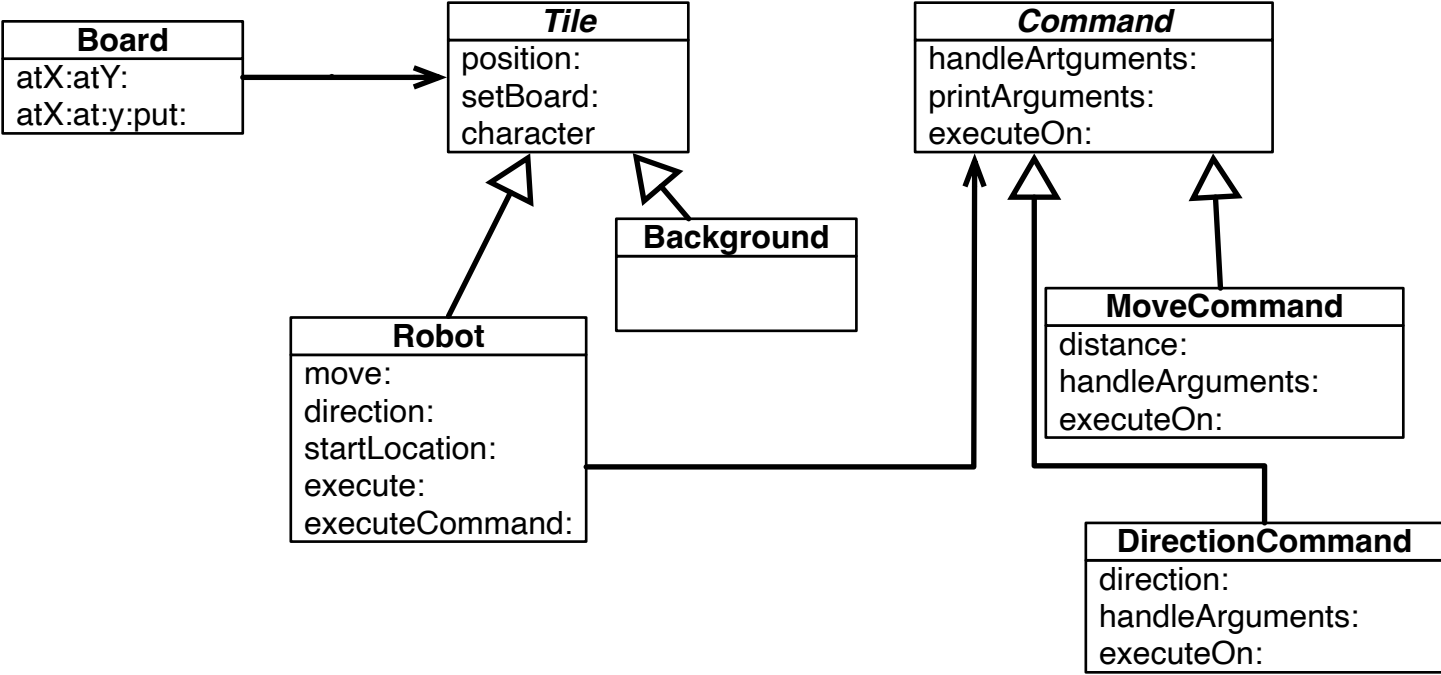 Board
atX:atY:
atX:at:y:put:
Tile
position:
setBoard:
character
Command
handleArtguments:
printArguments:
executeOn:
Background
Robot
move:
direction:
startLocation:
execute:
executeCommand:
MoveCommand
distance:
handleArguments:
executeOn:
DirectionCommand
direction:
handleArguments:
executeOn: